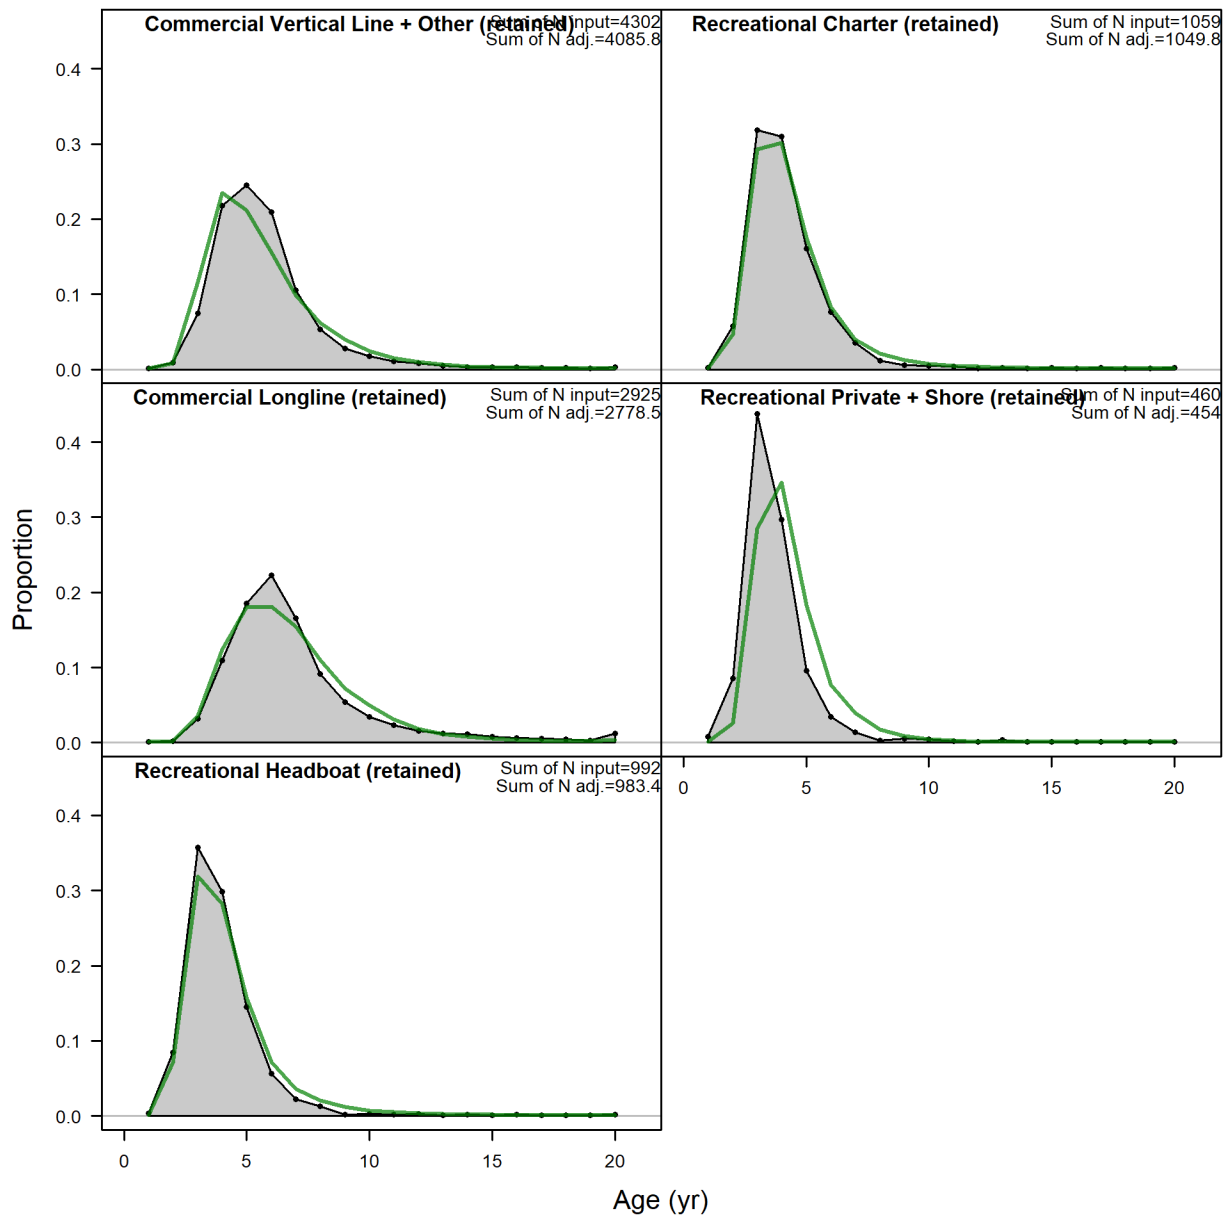 Commercial Vertical Line + Other (retained)
Sum of N input=4302
Sum of N adj.=4085.8
Recreational Charter (retained)
Sum of N input=1059
Sum of N adj.=1049.8
0.4
0.3
0.2
0.1
0.0
Commercial Longline (retained)
Sum of N input=2925
Sum of N adj.=2778.5
Recreational Private + Shore (retained)
Sum of N input=460
Sum of N adj.=454
0.4
0.3
0.2
0.1
0.0
Proportion
0 5 10 15 20
Recreational Headboat (retained)
Sum of N input=992
Sum of N adj.=983.4
0.4
0.3
0.2
0.1
0.0
0 5 10 15 20
Age (yr)